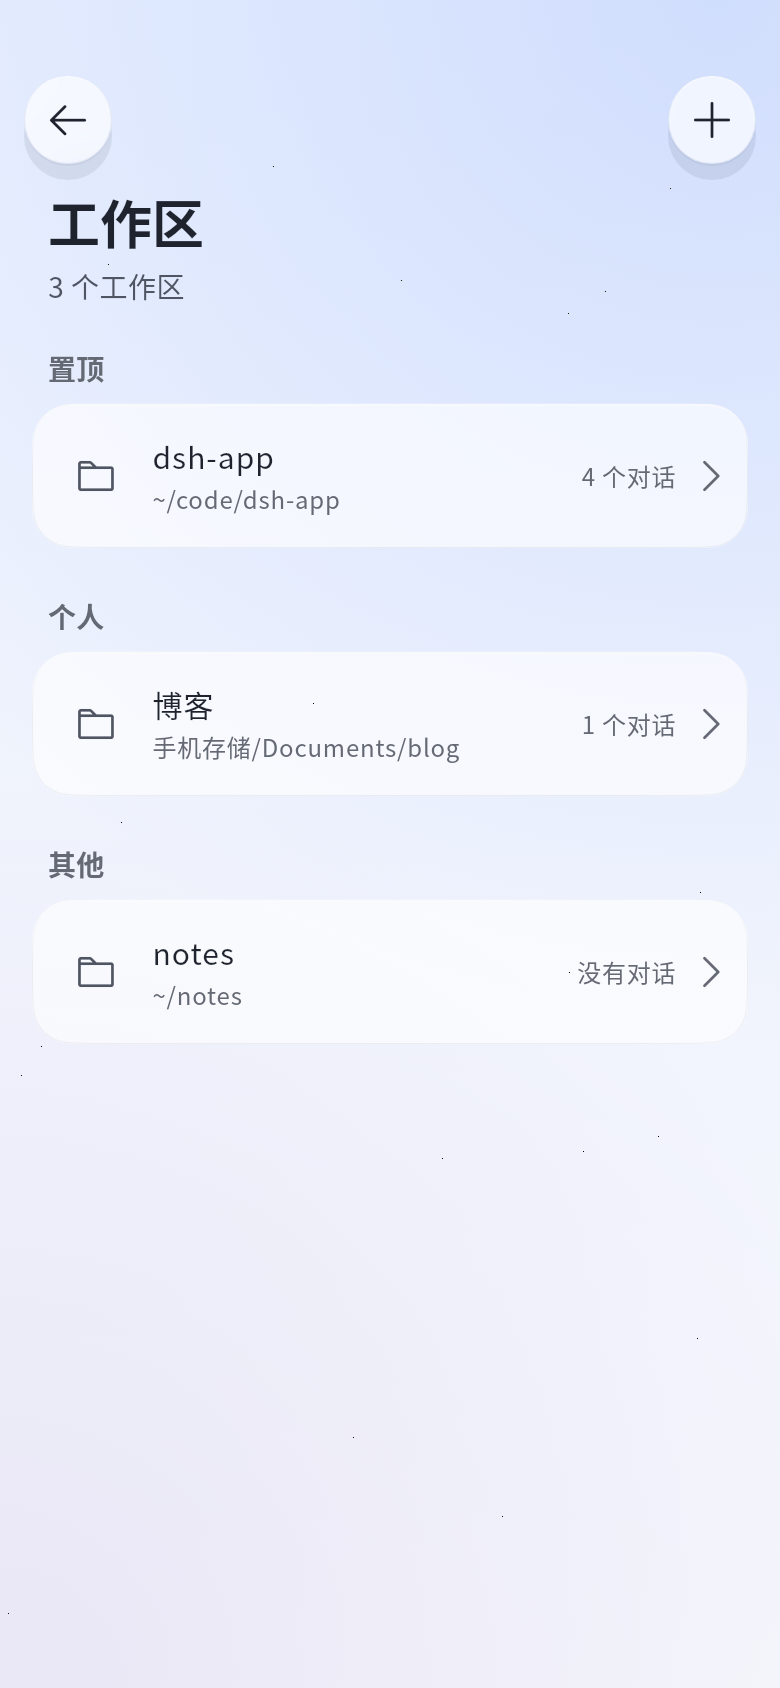 工作区
3 个工作区
置顶
dsh-app
~/code/dsh-app
4 个对话
个人
博客
手机存储/Documents/blog
1 个对话
其他
notes
~/notes
没有对话